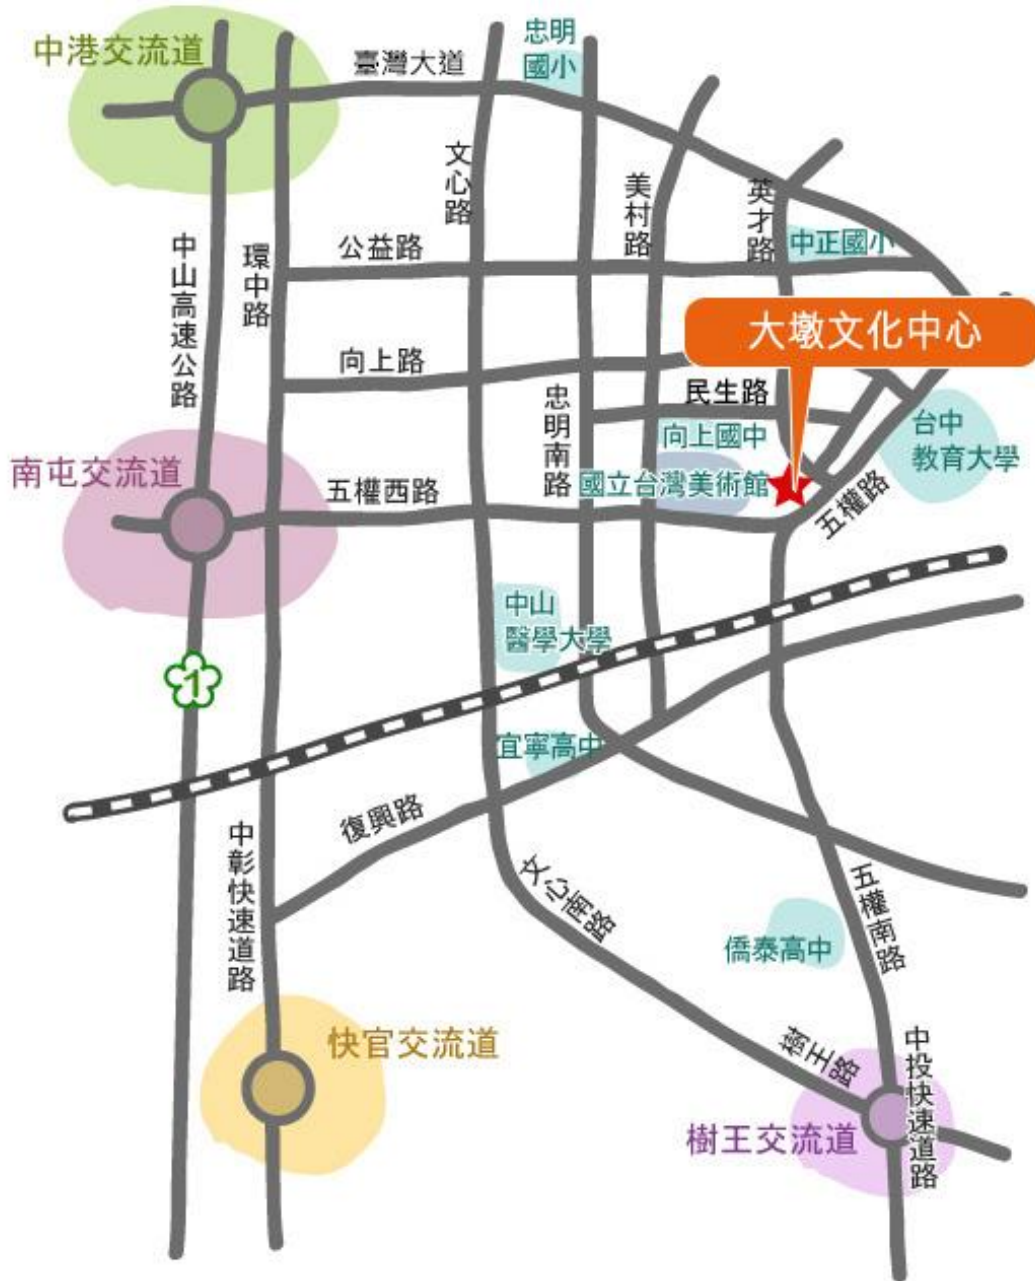 中港交流道
臺灣大道
忠明
國小
文心路
美村路
英才路
中正國小
中山高速公路
環中路
公益路
大墩文化中心
向上路
忠明南路
民生路
向上國中
台中
教育大學
南屯交流道
五權西路
國立台灣美術館
五權路
中山
醫學大學
1
宜寧高中
復興路
中彰快速道路
文心南路
五權南路
僑泰高中
快官交流道
樹王路
中投快速道路
樹王交流道